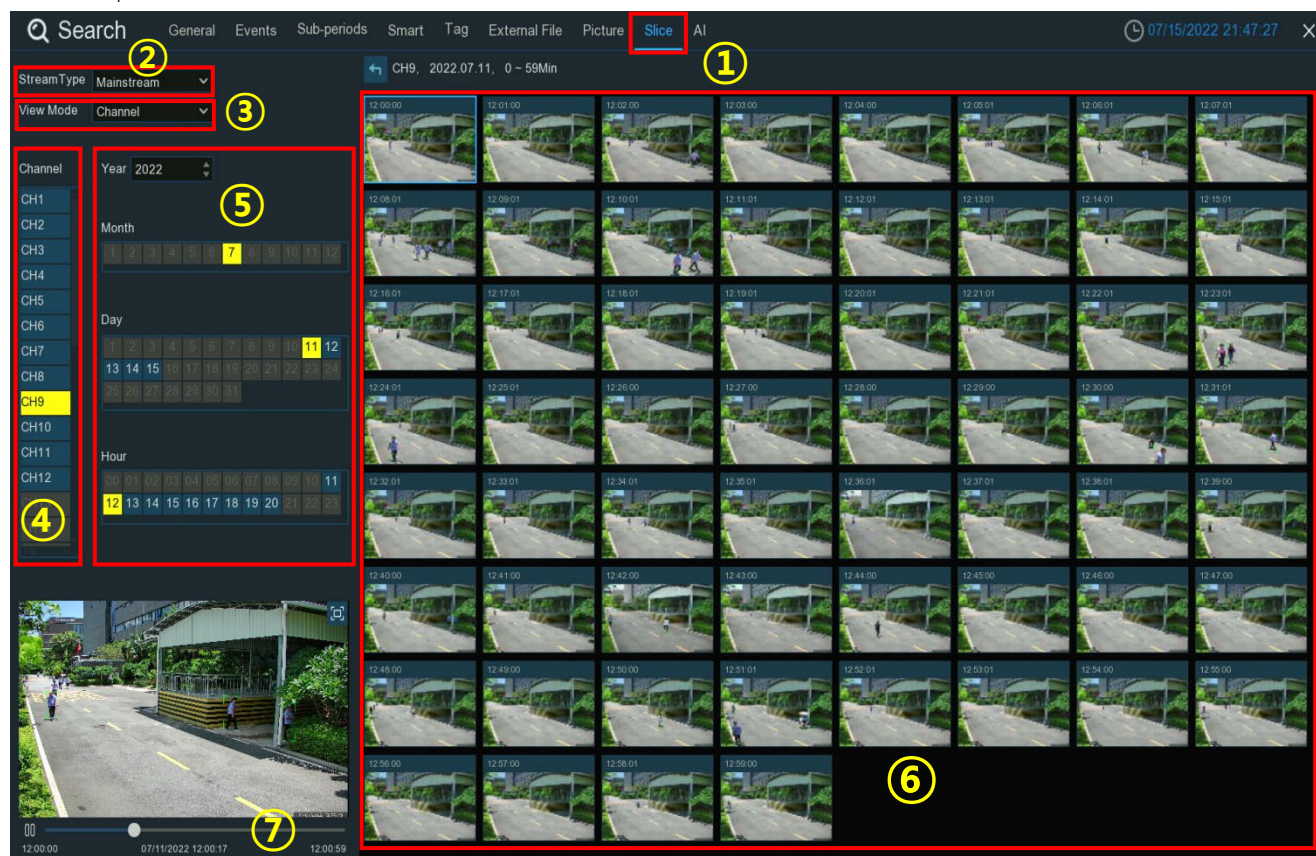 Search General Events Sub-periods Smart Tag External File Picture Slice AI 07/15/2022 21:47:27 X
①
②
StreamType Mainstream
View Mode Channel
③
CH9, 2022.07.11, 0 ~ 59Min
Channel
CH1
CH2
CH3
CH4
CH5
CH6
CH7
CH8
CH9
CH10
CH11
CH12
④
Year 2022
⑤
Month
1 2 3 4 5 6 7 8 9 10 11 12
Day
1 2 3 4 5 6 7 8 9 10 11 12
13 14 15 16 17 18 19 20 21 22 23 24
25 26 27 28 29 30 31
Hour
00 01 02 03 04 05 06 07 08 09 10 11
12 13 14 15 16 17 18 19 20 21 22 23
12:00:00 12:01:00 12:02:00 12:03:00 12:04:00 12:05:01 12:06:01 12:07:01
12:08:01 12:09:01 12:10:01 12:11:01 12:12:01 12:13:01 12:14:01 12:15:01
12:16:01 12:17:01 12:18:01 12:19:01 12:20:01 12:21:01 12:22:01 12:23:01
12:24:01 12:25:01 12:26:00 12:27:00 12:28:00 12:29:00 12:30:00 12:31:01
12:32:01 12:33:01 12:34:01 12:35:01 12:36:01 12:37:01 12:38:01 12:39:00
12:40:00 12:41:00 12:42:00 12:43:00 12:44:00 12:45:00 12:46:00 12:47:00
12:48:00 12:49:00 12:50:00 12:51:01 12:52:01 12:53:01 12:54:00 12:55:00
12:56:00 12:57:00 12:58:01 12:59:00
⑥
⑦
12:00:00 07/11/2022 12:00:17 12:00:59